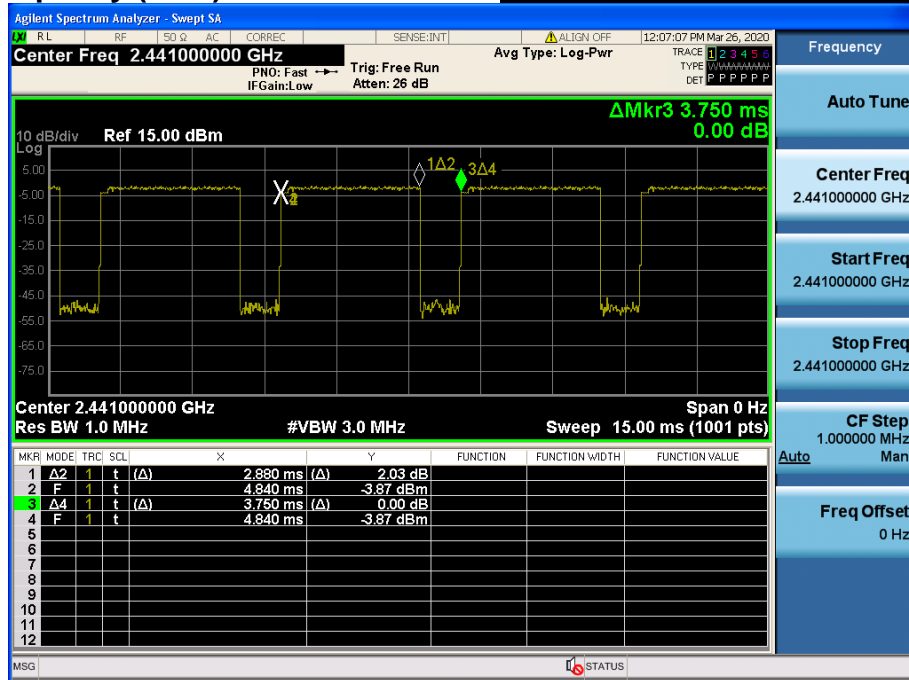 Agilent Spectrum Analyzer - Swept SA
LXI RL RF 50 Ω AC CORREC SENSE:INT ALIGN OFF 12:07:07 PM Mar 26, 2020
Center Freq 2.441000000 GHz
PNO: Fast
IFGain:Low
Trig: Free Run
Atten: 26 dB
Avg Type: Log-Pwr
TRACE 1 2 3 4 5 6
TYPE
DET P P P P P P
ΔMkr3 3.750 ms
0.00 dB
10 dB/div Ref 15.00 dBm
Log
5.00
-5.00
-15.0
-25.0
-35.0
-45.0
-55.0
-65.0
-75.0
1Δ2
3Δ4
Center 2.441000000 GHz Span 0 Hz
Res BW 1.0 MHz #VBW 3.0 MHz Sweep 15.00 ms (1001 pts)
MKR MODE TRC SCL X Y FUNCTION FUNCTION WIDTH FUNCTION VALUE
1 Δ2 1 t (Δ) 2.880 ms (Δ) 2.03 dB
2 F 1 t 4.840 ms -3.87 dBm
3 Δ4 1 t (Δ) 3.750 ms (Δ) 0.00 dB
4 F 1 t 4.840 ms -3.87 dBm
5
6
7
8
9
10
11
12
MSG STATUS
Frequency
Auto Tune
Center Freq
2.441000000 GHz
Start Freq
2.441000000 GHz
Stop Freq
2.441000000 GHz
CF Step
1.000000 MHz
Auto Man
Freq Offset
0 Hz